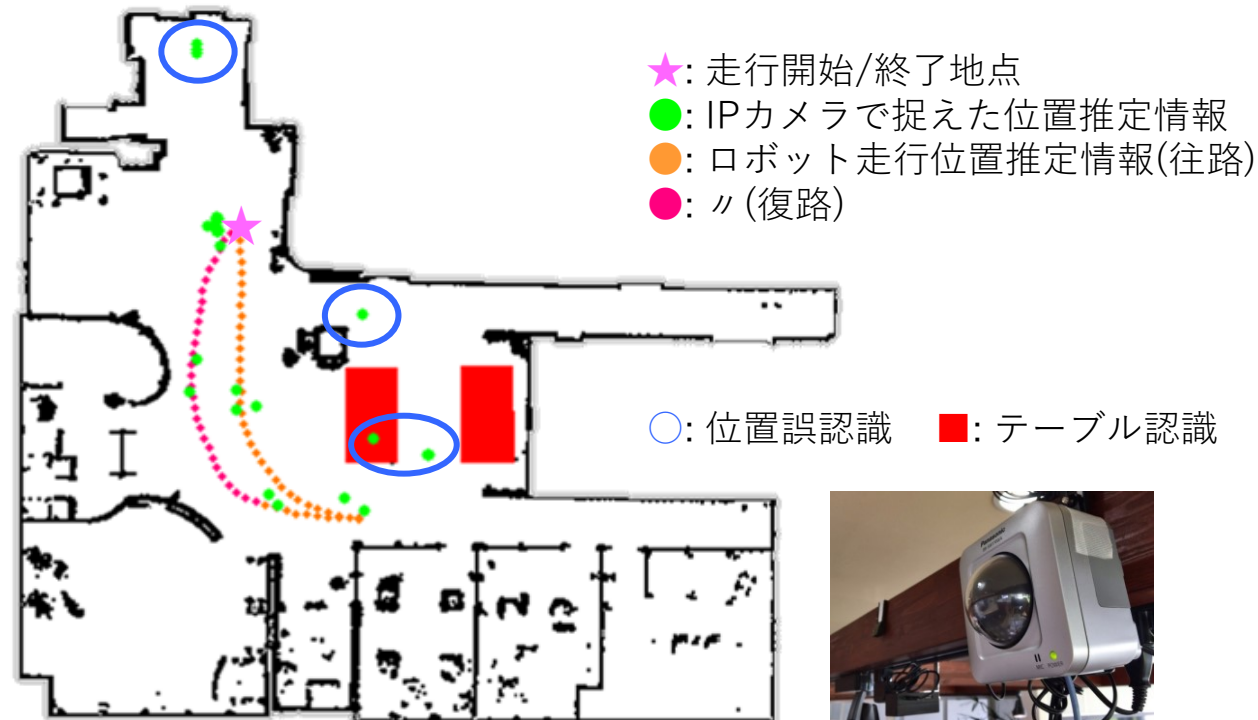 ★: 走行開始/終了地点
●: IPカメラで捉えた位置推定情報
●: ロボット走行位置推定情報(往路)
●: 〃(復路)
○: 位置誤認識 ■: テーブル認識
Panasonic